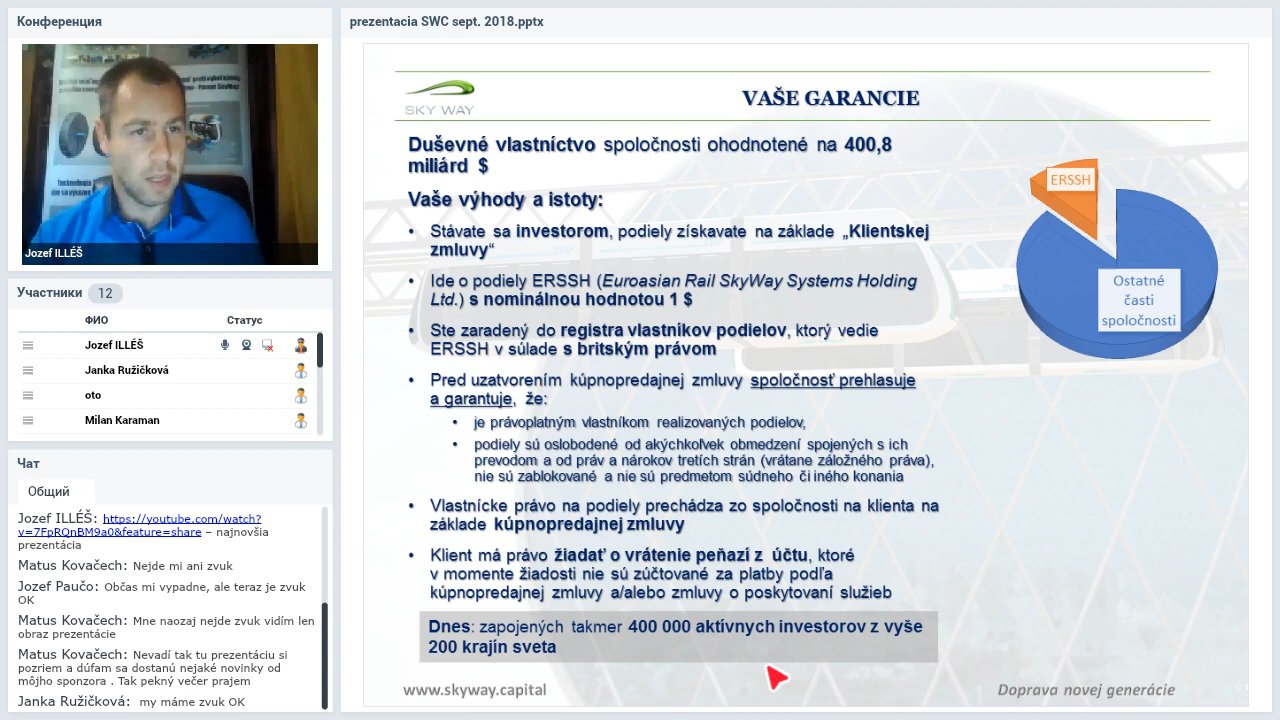 Конференция
Jozef ILLÉŠ
Участники 12
ФИО Статус
Jozef ILLÉŠ
Janka Ružičková
oto
Milan Karaman
Чат
Общий
Jozef ILLÉŠ: https://youtube.com/watch?
v=7FpRQnBM9a0&feature=share – najnovšia
prezentácia
Matus Kovačech: Nejde mi ani zvuk
Jozef Paučo: Občas mi vypadne, ale teraz je zvuk
OK
Matus Kovačech: Mne naozaj nejde zvuk vidím len
obraz prezentácie
Matus Kovačech: Nevadí tak tu prezentáciu si
pozriem a dúfam sa dostanú nejaké novinky od
môjho sponzora . Tak pekný večer prajem
Janka Ružičková: my máme zvuk OK
prezentacia SWC sept. 2018.pptx
SKY WAY
VAŠE GARANCIE
Duševné vlastníctvo spoločnosti ohodnotené na 400,8
miliárd $
Vaše výhody a istoty:
• Stávate sa investorom, podiely získavate na základe „Klientskej
zmluvy“
• Ide o podiely ERSSH (Euroasian Rail SkyWay Systems Holding
Ltd.) s nominálnou hodnotou 1 $
• Ste zaradený do registra vlastníkov podielov, ktorý vedie
ERSSH v súlade s britským právom
• Pred uzatvorením kúpnopredajnej zmluvy spoločnosť prehlasuje
a garantuje, že:
• je právoplatným vlastníkom realizovaných podielov,
• podiely sú oslobodené od akýchkoľvek obmedzení spojených s ich
prevodom a od práv a nárokov tretích strán (vrátane záložného práva),
nie sú zablokované a nie sú predmetom súdneho či iného konania
• Vlastnícke právo na podiely prechádza zo spoločnosti na klienta na
základe kúpnopredajnej zmluvy
• Klient má právo žiadať o vrátenie peňazí z účtu, ktoré
v momente žiadosti nie sú zúčtované za platby podľa
kúpnopredajnej zmluvy a/alebo zmluvy o poskytovaní služieb
Dnes: zapojených takmer 400 000 aktívnych investorov z vyše
200 krajín sveta
ERSSH
Ostatné
časti
spoločnosti
www.skyway.capital
Doprava novej generácie